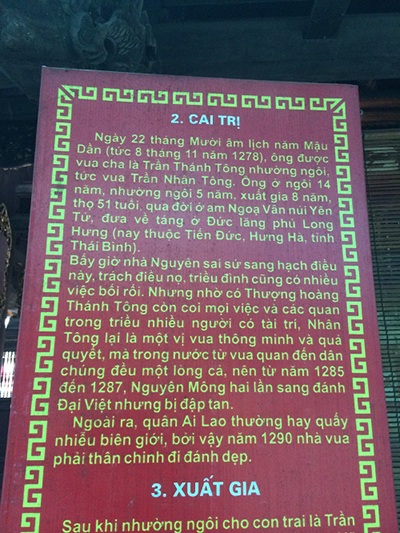 2. CAI TRỊ
Ngày 22 tháng Mười âm lịch năm Mậu
Dần (tức 8 tháng 11 năm 1278), ông được
vua cha là Trần Thánh Tông nhường ngôi,
tức vua Trần Nhân Tông. Ông ở ngôi 14
năm, nhường ngôi 5 năm, xuất gia 8 năm,
thọ 51 tuổi, qua đời ở am Ngoạ Vân núi Yên
Tử, đưa về táng ở Đức lăng phủ Long
Hưng (nay thuộc Tiến Đức, Hưng Hà, tỉnh
Thái Bình).
Bấy giờ nhà Nguyên sai sứ sang hạch điều
này, trách điều nọ, triều đình cũng có nhiều
việc bối rối. Nhưng nhờ có Thượng hoàng
Thánh Tông còn coi mọi việc và các quan
trong triều nhiều người có tài trí, Nhân
Tông lại là một vị vua thông minh và quả
quyết, mà trong nước từ vua quan đến dân
chúng đều một lòng cả, nên từ năm 1285
đến 1287, Nguyên Mông hai lần sang đánh
Đại Việt nhưng bị đập tan.
Ngoài ra, quân Ai Lao thường hay quấy
nhiễu biên giới, bởi vậy năm 1290 nhà vua
phải thân chinh đi đánh dẹp.
3. XUẤT GIA
Sau khi nhường ngôi cho con trai là Trần